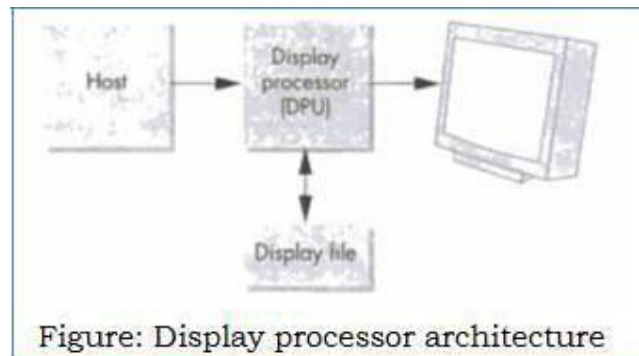 Host
Display
processor
(DPU)
Display file
Figure: Display processor architecture